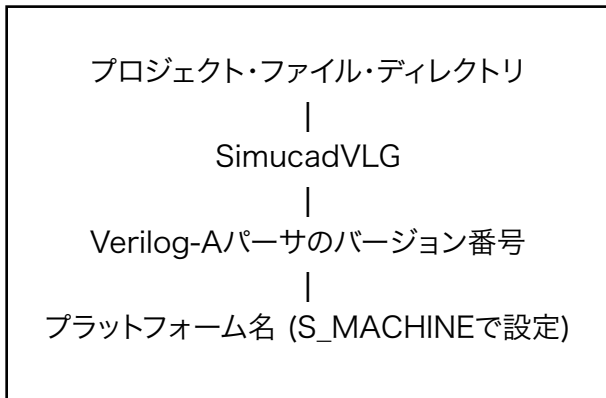 プロジェクト・ファイル・ディレクトリ
|
SimucadVLG
|
Verilog-Aパーサのバージョン番号
|
プラットフォーム名 (S_MACHINEで設定)